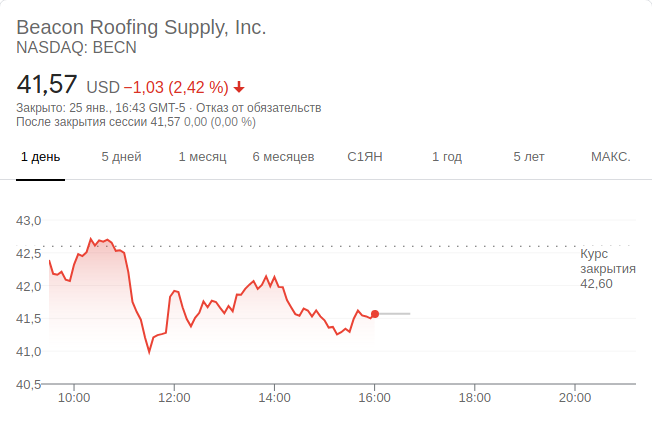 Beacon Roofing Supply, Inc.
NASDAQ: BECN
41,57 USD −1,03 (2,42 %)
Закрыто: 25 янв., 16:43 GMT-5 · Отказ от обязательств
После закрытия сессии 41,57 0,00 (0,00 %)
1 день 5 дней 1 месяц 6 месяцев С1ЯН 1 год 5 лет МАКС.
43,0
42,5
42,0
41,5
41,0
40,5
Курс
закрытия
42,60
10:00 12:00 14:00 16:00 18:00 20:00